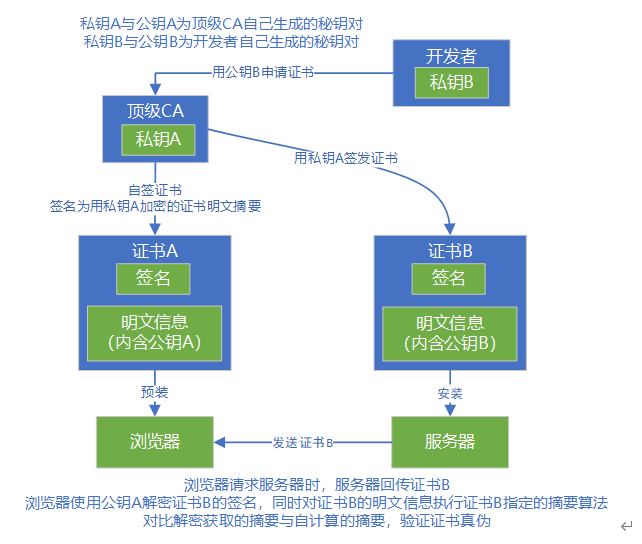 私钥A与公钥A为顶级CA自己生成的秘钥对
私钥B与公钥B为开发者自己生成的秘钥对
开发者
私钥B
用公钥B申请证书
顶级CA
私钥A
用私钥A签发证书
自签证书
签名为用私钥A加密的证书明文摘要
证书A
签名
明文信息
（内含公钥A）
证书B
签名
明文信息
（内含公钥B）
预装
安装
浏览器
发送证书B
服务器
浏览器请求服务器时，服务器回传证书B
浏览器使用公钥A解密证书B的签名，同时对证书B的明文信息执行证书B指定的摘要算法
对比解密获取的摘要与自计算的摘要，验证证书真伪